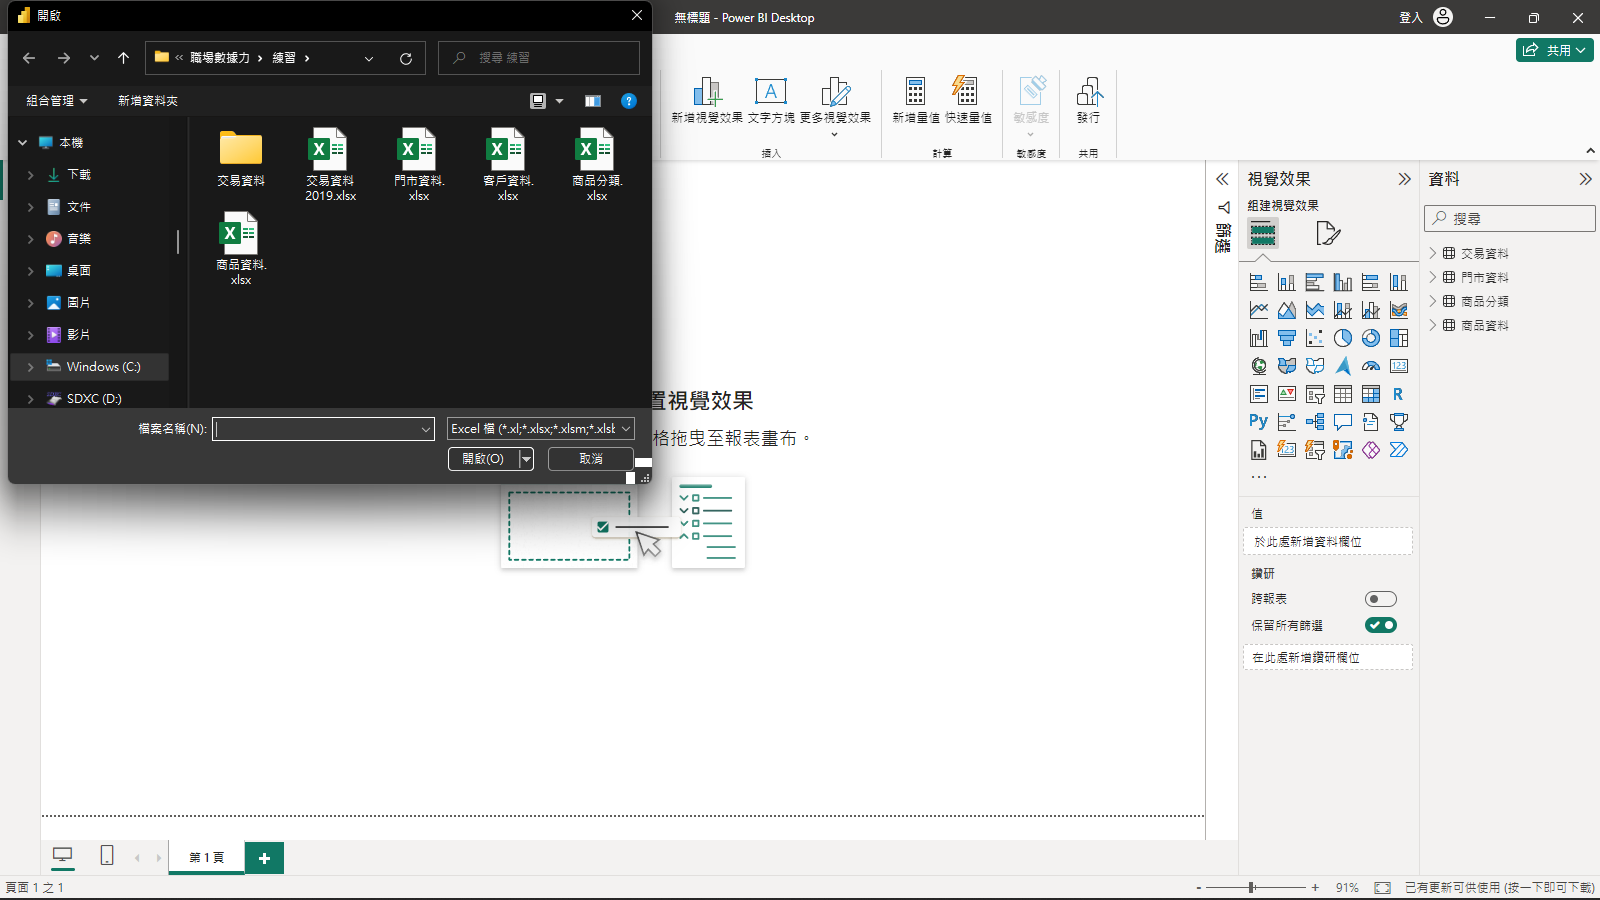 開啟
無標題 - Power BI Desktop
登入
職場數據力
練習
搜尋 練習
共用
組合管理
新增資料夾
新增視覺效果
文字方塊
更多視覺效果
新增量值
快速量值
敏感度
發行
插入
計算
敏感度
共用
本機
下載
文件
音樂
桌面
圖片
影片
Windows (C:)
SDXC (D:)
交易資料
交易資料
2019.xlsx
門市資料.
xlsx
客戶資料.
xlsx
商品分類.
xlsx
商品資料.
xlsx
檔案名稱(N):
Excel 檔 (*.xl;*.xlsx;*.xlsm;*.xlsb
開啟(O)
取消
置視覺效果
格拖曳至報表畫布。
篩選
視覺效果
組建視覺效果
123
R
Py
123
值
於此處新增資料欄位
鑽研
跨報表
保留所有篩選
在此處新增鑽研欄位
資料
搜尋
交易資料
門市資料
商品分類
商品資料
第 1 頁
頁面 1 之 1
91%
已有更新可供使用 (按一下即可下載)